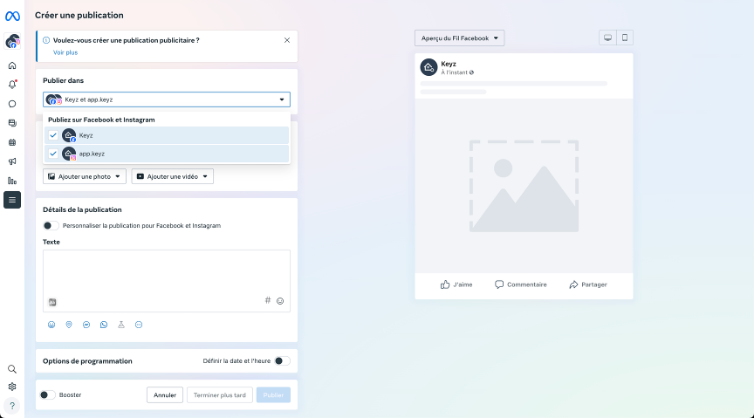 Créer une publication
Voulez-vous créer une publication publicitaire ?
Voir plus
Publier dans
Keyz et app.keyz
Publiez sur Facebook et Instagram
Keyz
app.keyz
Ajouter une photo
Ajouter une vidéo
Détails de la publication
Personnaliser la publication pour Facebook et Instagram
Texte
#
Options de programmation
Définir la date et l'heure
Booster
Annuler
Terminer plus tard
Publier
?
Aperçu du Fil Facebook
Keyz
À l'instant
J'aime
Commentaire
Partager